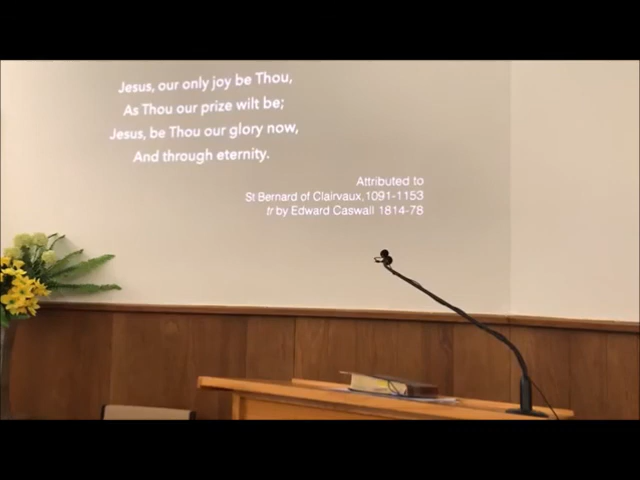 Jesus, our only joy be Thou,
As Thou our prize wilt be;
Jesus, be Thou our glory now,
And through eternity.
Attributed to
St Bernard of Clairvaux,1091-1153
tr by Edward Caswall 1814-78